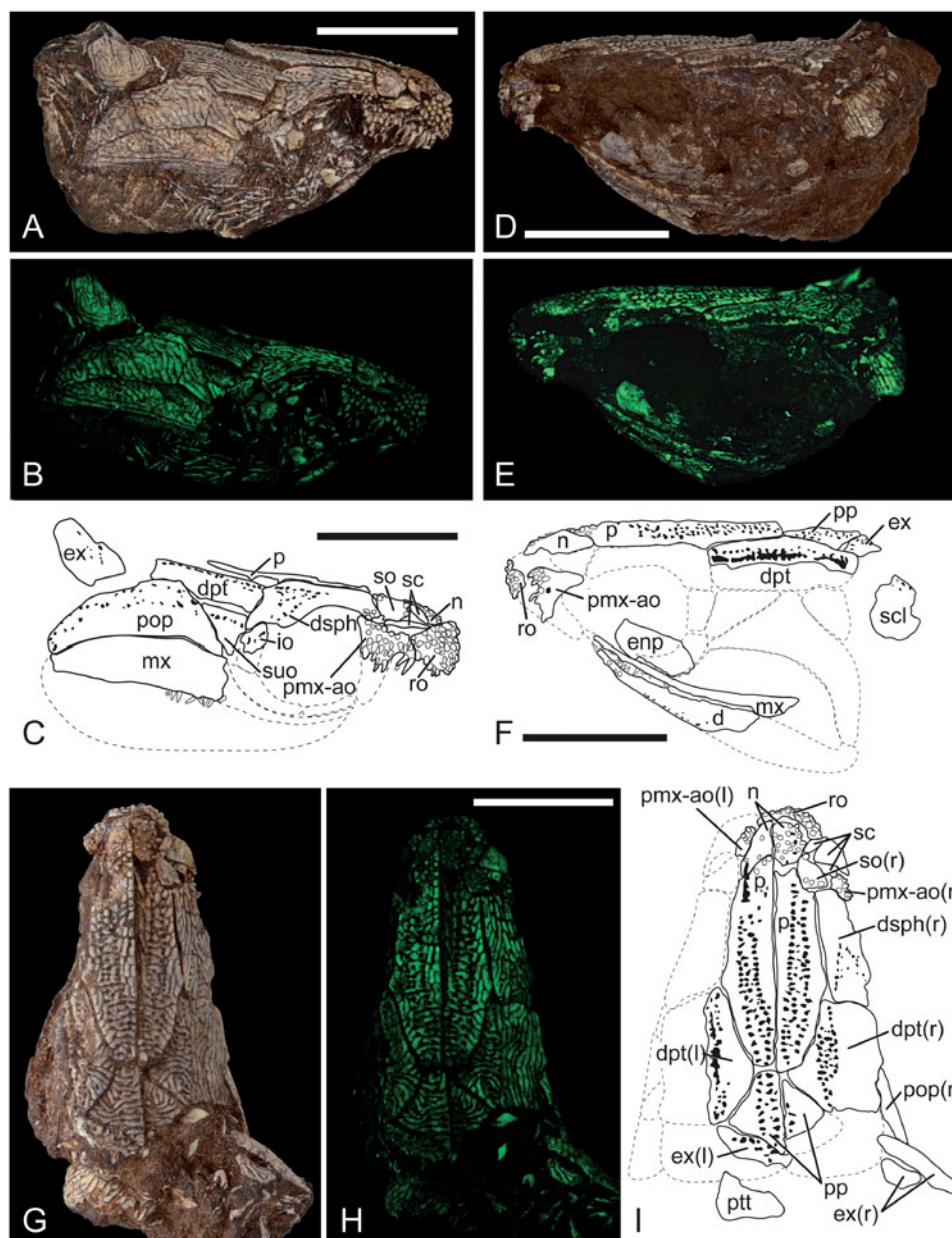 A
D
B
E
ex
p
so
sc
n
dpt
pop
dsph
io
mx
suo
pmx-ao
ro
C
pp
n
p
ex
dpt
ro
pmx-ao
enp
scl
mx
d
F
pmx-ao(l)
n
ro
sc
so(r)
p
pmx-ao(r
p
dsph(r)
dpt(l)
dpt(r)
pop(r
ex(l)
pp
ptt
ex(r)
G
H
I